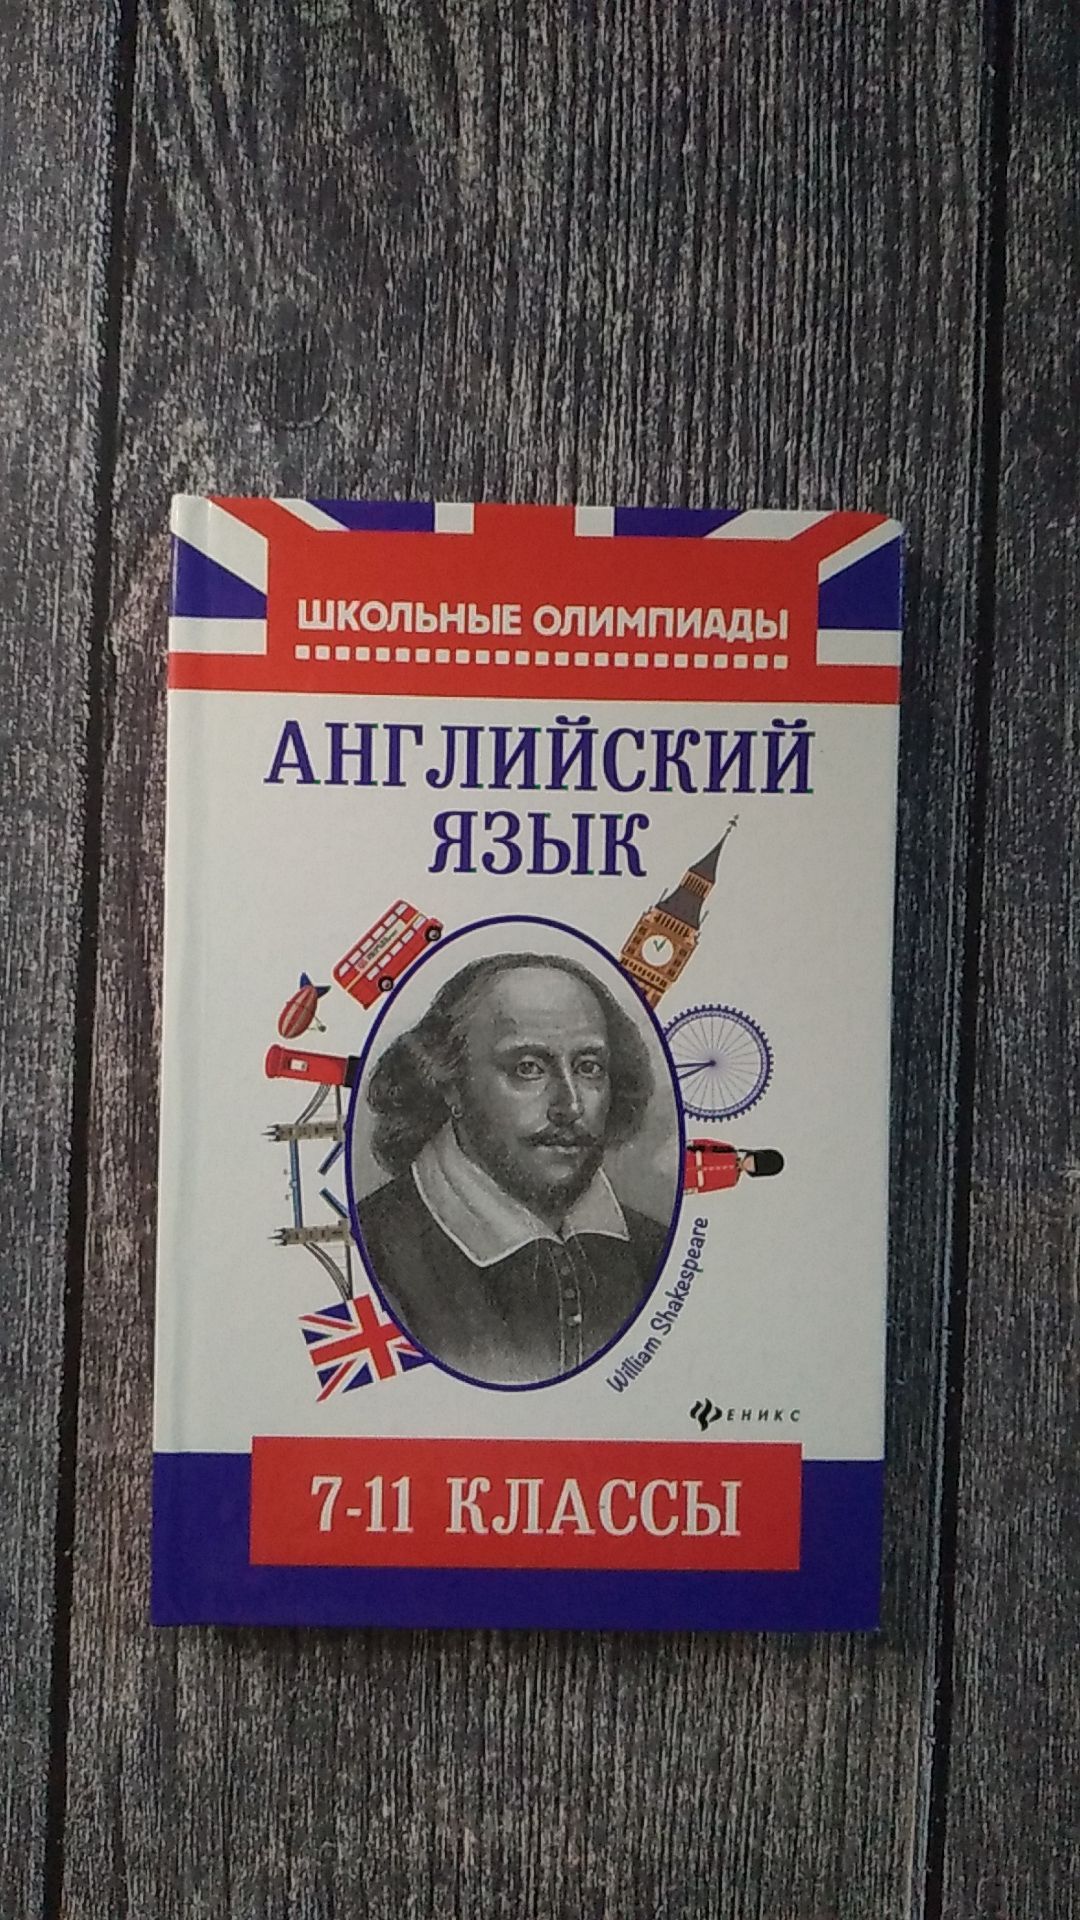 ШКОЛЬНЫЕ ОЛИМПИАДЫ
АНГЛИЙСКИЙ
ЯЗЫК
William Shakespeare
ФЕНИКС
7-11 КЛАССЫ